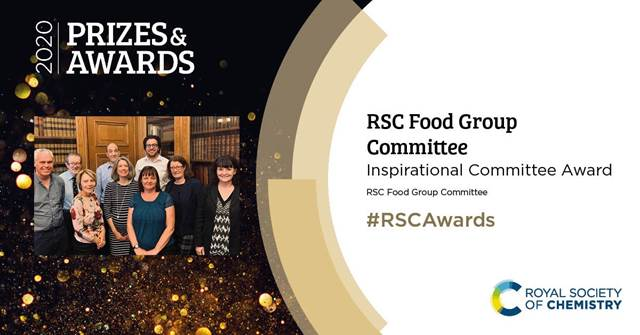 2020
PRIZES &
AWARDS
RSC Food Group
Committee
Inspirational Committee Award
RSC Food Group Committee
#RSCAwards
ROYAL SOCIETY
OF CHEMISTRY